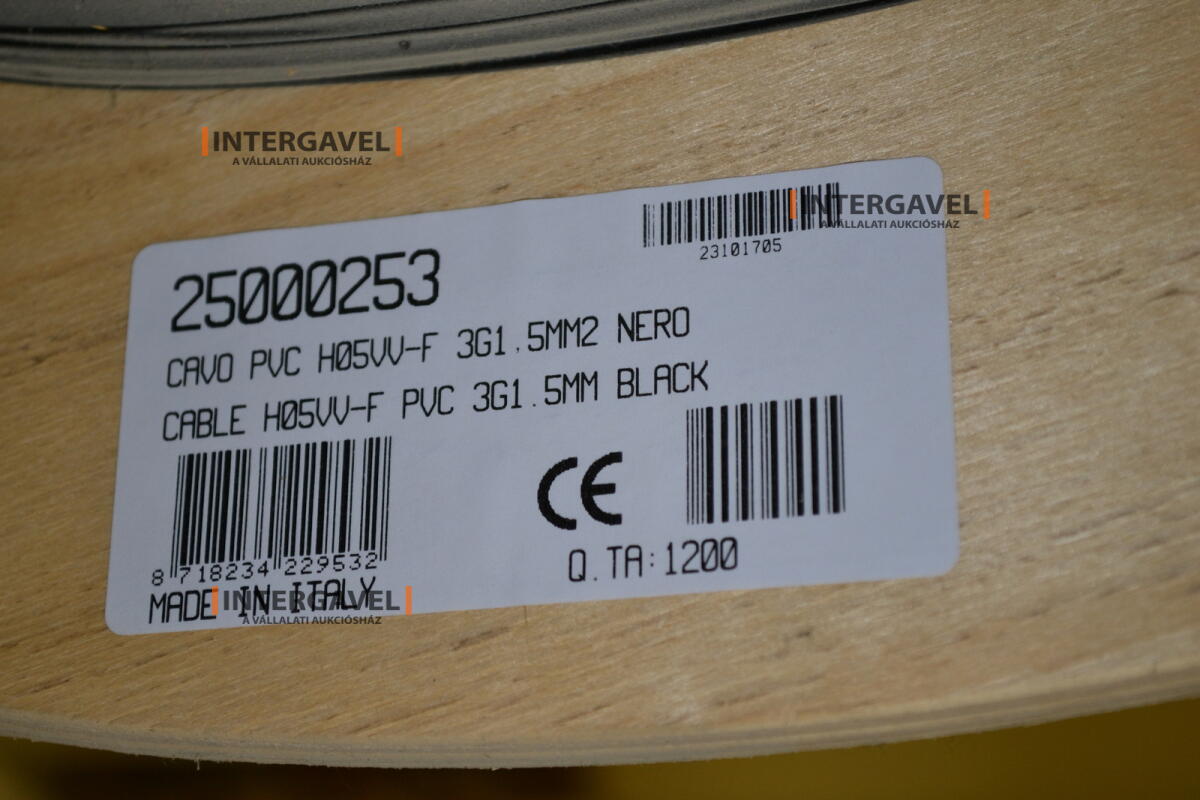 INTERGAVEL
A VÁLLALATI AUKCIÓSHÁZ
INTERGAVEL
A VÁLLALATI AUKCIÓSHÁZ
23101705
25000253
CAVO PVC H05VV-F 3G1.5MM2 NERO
CABLE H05VV-F PVC 3G1.5MM BLACK
CE
8 718234 229532
Q.TA:1200
MADE IN ITALY
INTERGAVEL
A VÁLLALATI AUKCIÓSHÁZ